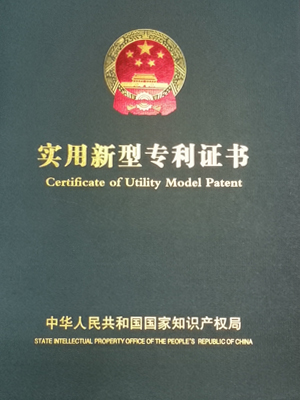 实用新型专利证书
Certificate of Utility Model Patent
中华人民共和国国家知识产权局
STATE INTELLECTUAL PROPERTY OFFICE OF THE PEOPLE'S REPUBLIC OF CHINA